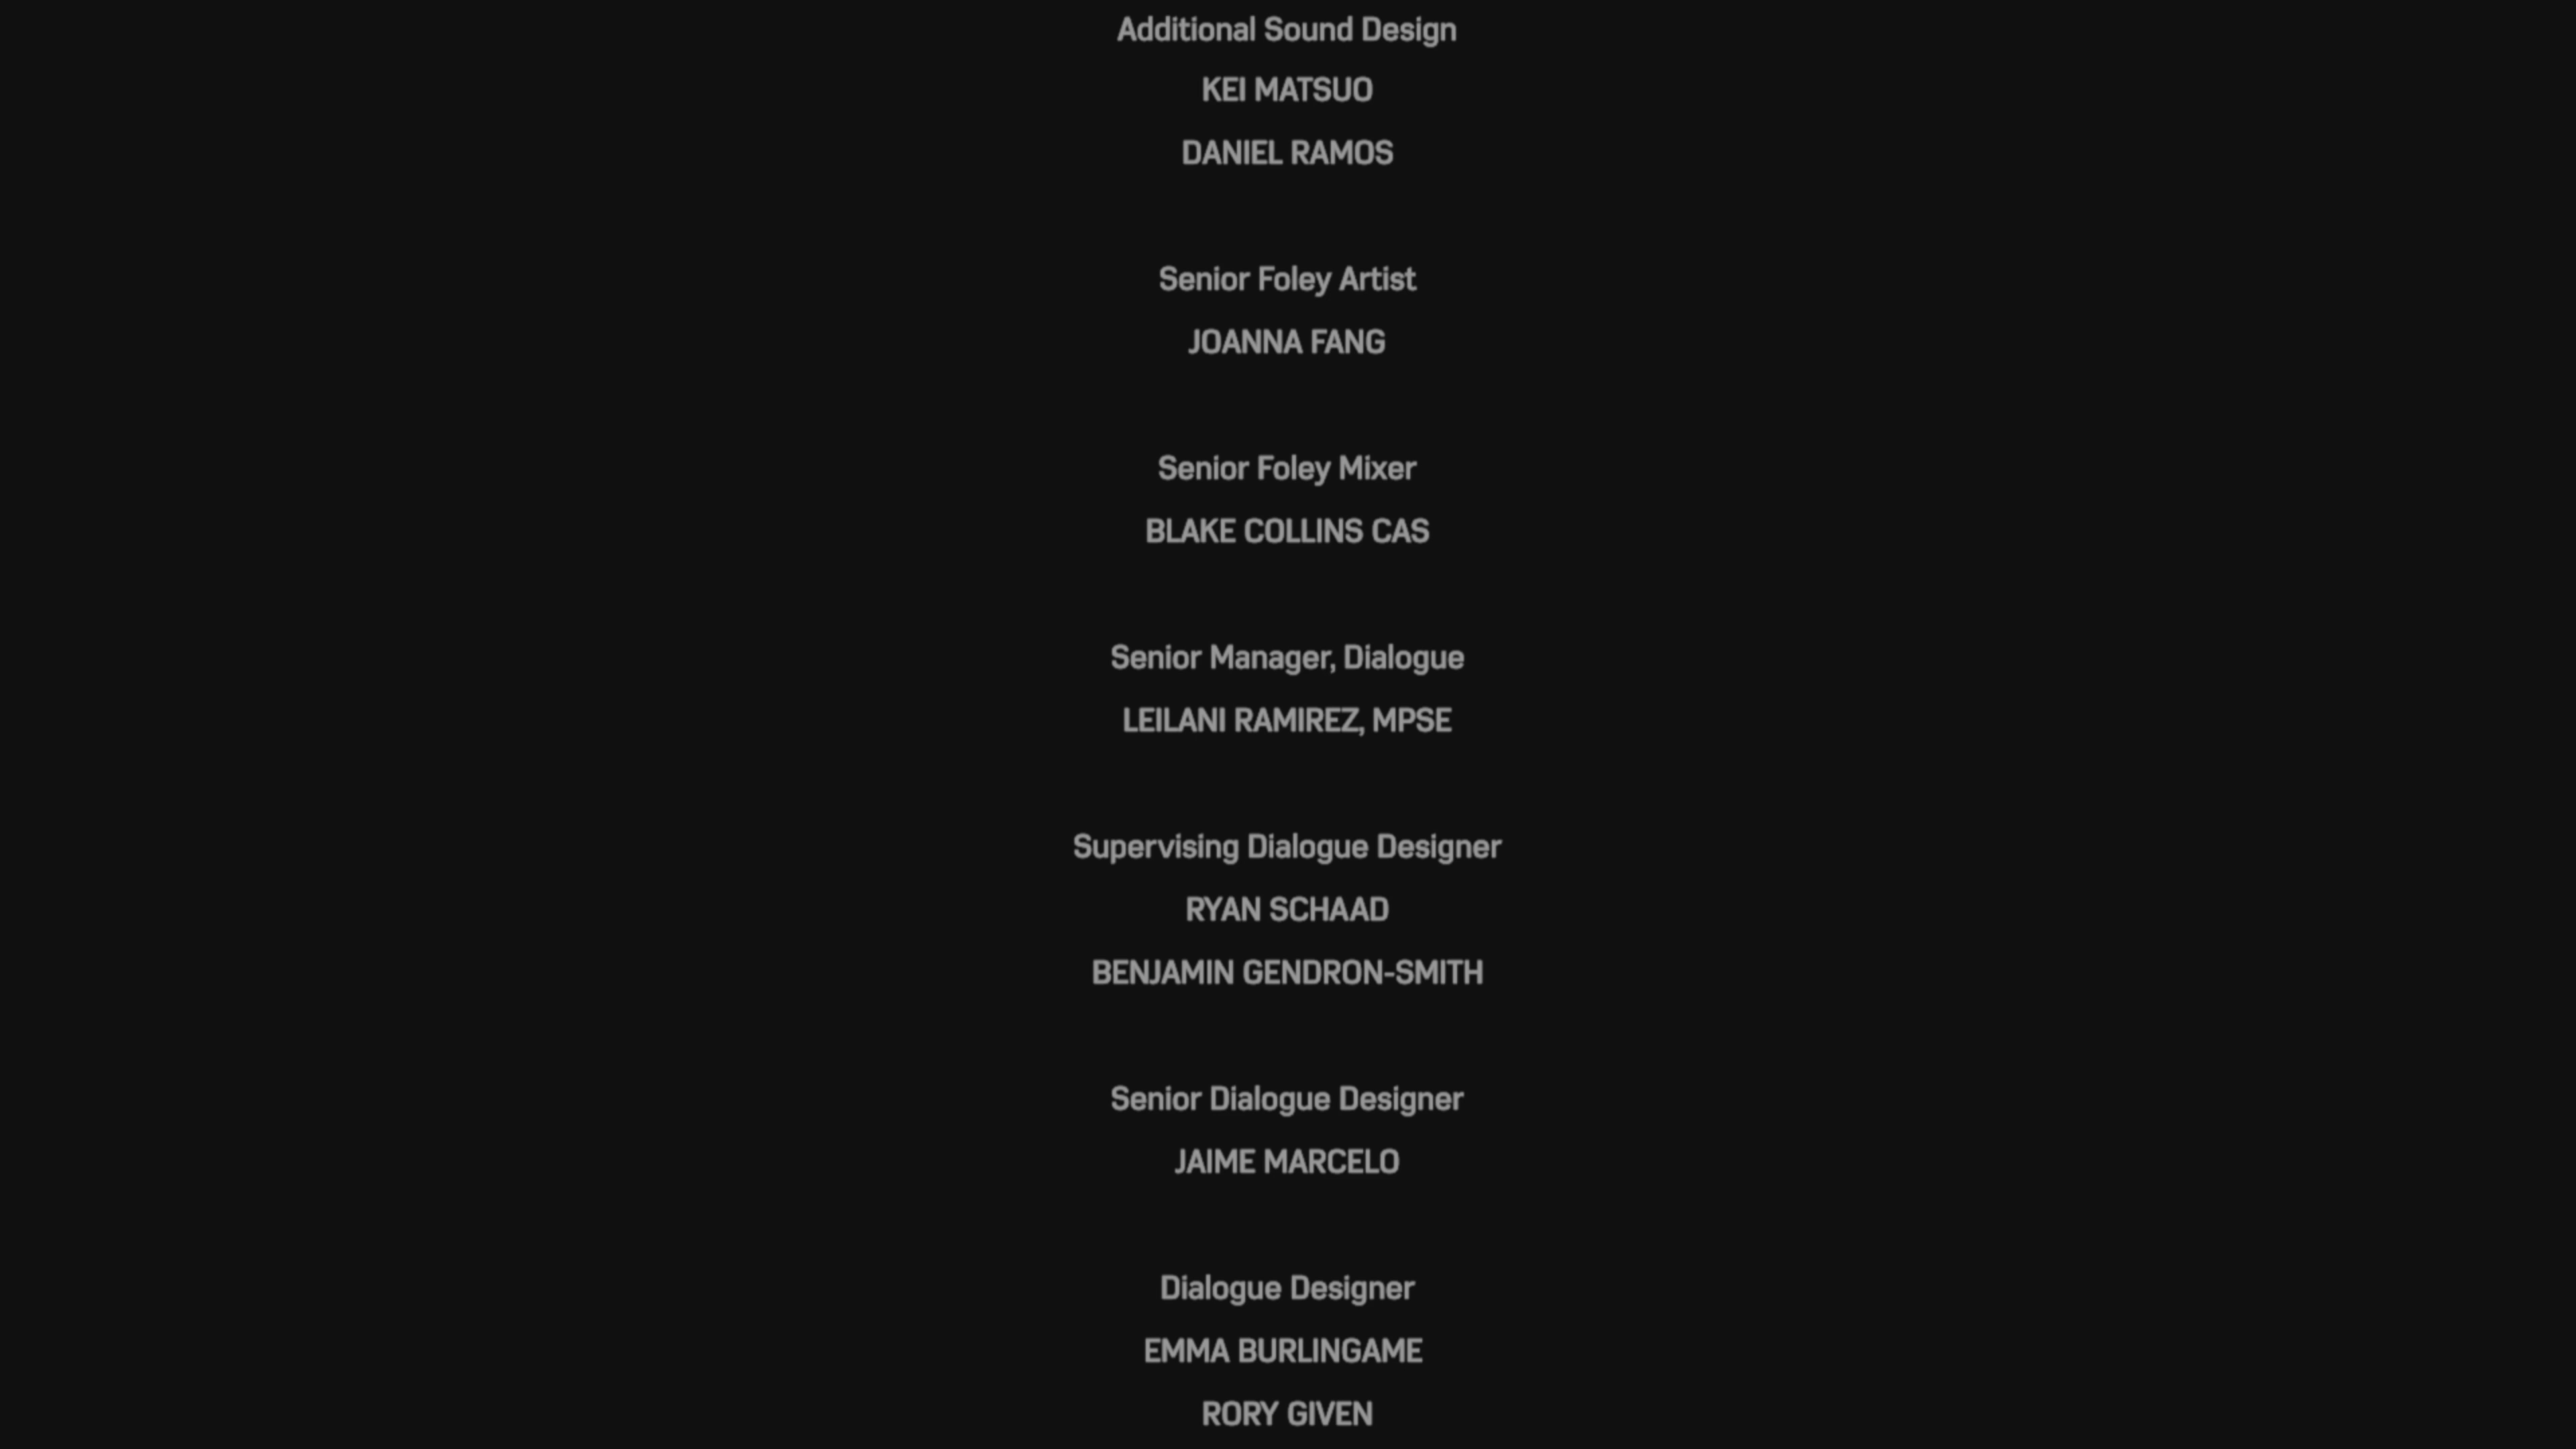 Additional Sound Design
KEI MATSUO
DANIEL RAMOS
Senior Foley Artist
JOANNA FANG
Senior Foley Mixer
BLAKE COLLINS CAS
Senior Manager, Dialogue
LEILANI RAMIREZ, MPSE
Supervising Dialogue Designer
RYAN SCHAAD
BENJAMIN GENDRON-SMITH
Senior Dialogue Designer
JAIME MARCELO
Dialogue Designer
EMMA BURLINGAME
RORY GIVEN